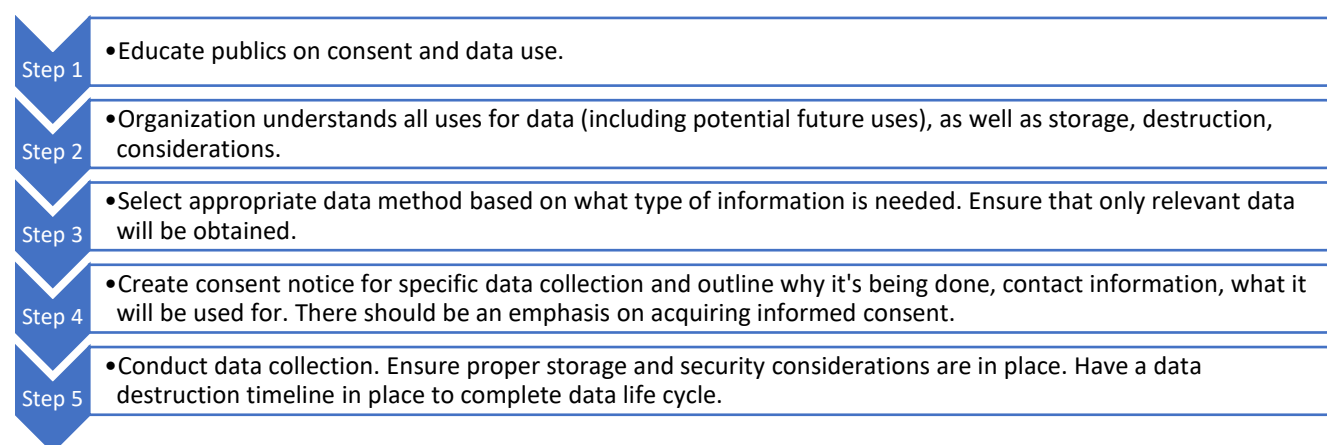 Step 1
•Educate publics on consent and data use.
Step 2
•Organization understands all uses for data (including potential future uses), as well as storage, destruction,
considerations.
Step 3
•Select appropriate data method based on what type of information is needed. Ensure that only relevant data
will be obtained.
Step 4
•Create consent notice for specific data collection and outline why it's being done, contact information, what it
will be used for. There should be an emphasis on acquiring informed consent.
Step 5
•Conduct data collection. Ensure proper storage and security considerations are in place. Have a data
destruction timeline in place to complete data life cycle.